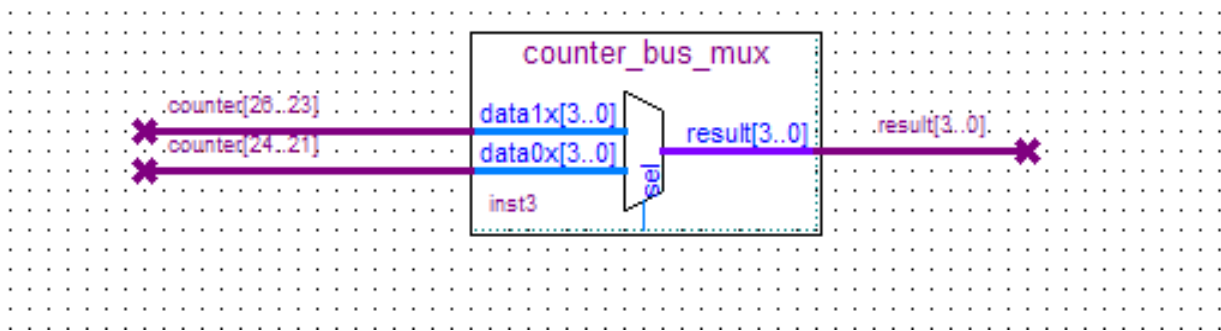 counter_bus_mux
counter[26..23]
data1x[3..0]
counter[24..21]
data0x[3..0]
result[3..0]
result[3..0]
sel
inst3